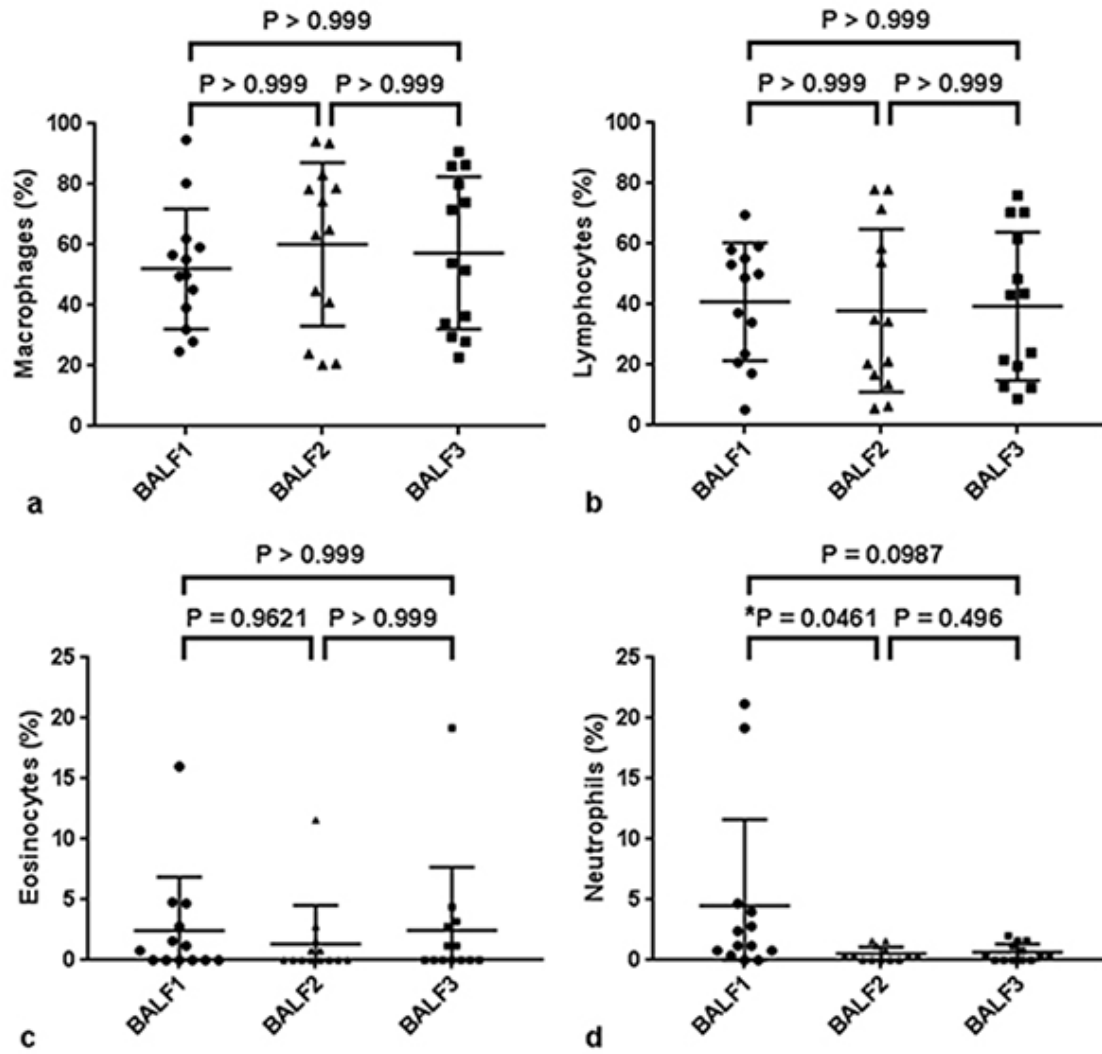 P > 0.999
P > 0.999 P > 0.999
100
80
60
40
20
0
Macrophages (%)
BALF1 BALF2 BALF3
a
P > 0.999
P > 0.999 P > 0.999
100
80
60
40
20
0
Lymphocytes (%)
BALF1 BALF2 BALF3
b
P > 0.999
P = 0.9621 P > 0.999
25
20
15
10
5
0
Eosinocytes (%)
BALF1 BALF2 BALF3
c
P = 0.0987
*P = 0.0461 P = 0.496
25
20
15
10
5
0
Neutrophils (%)
BALF1 BALF2 BALF3
d